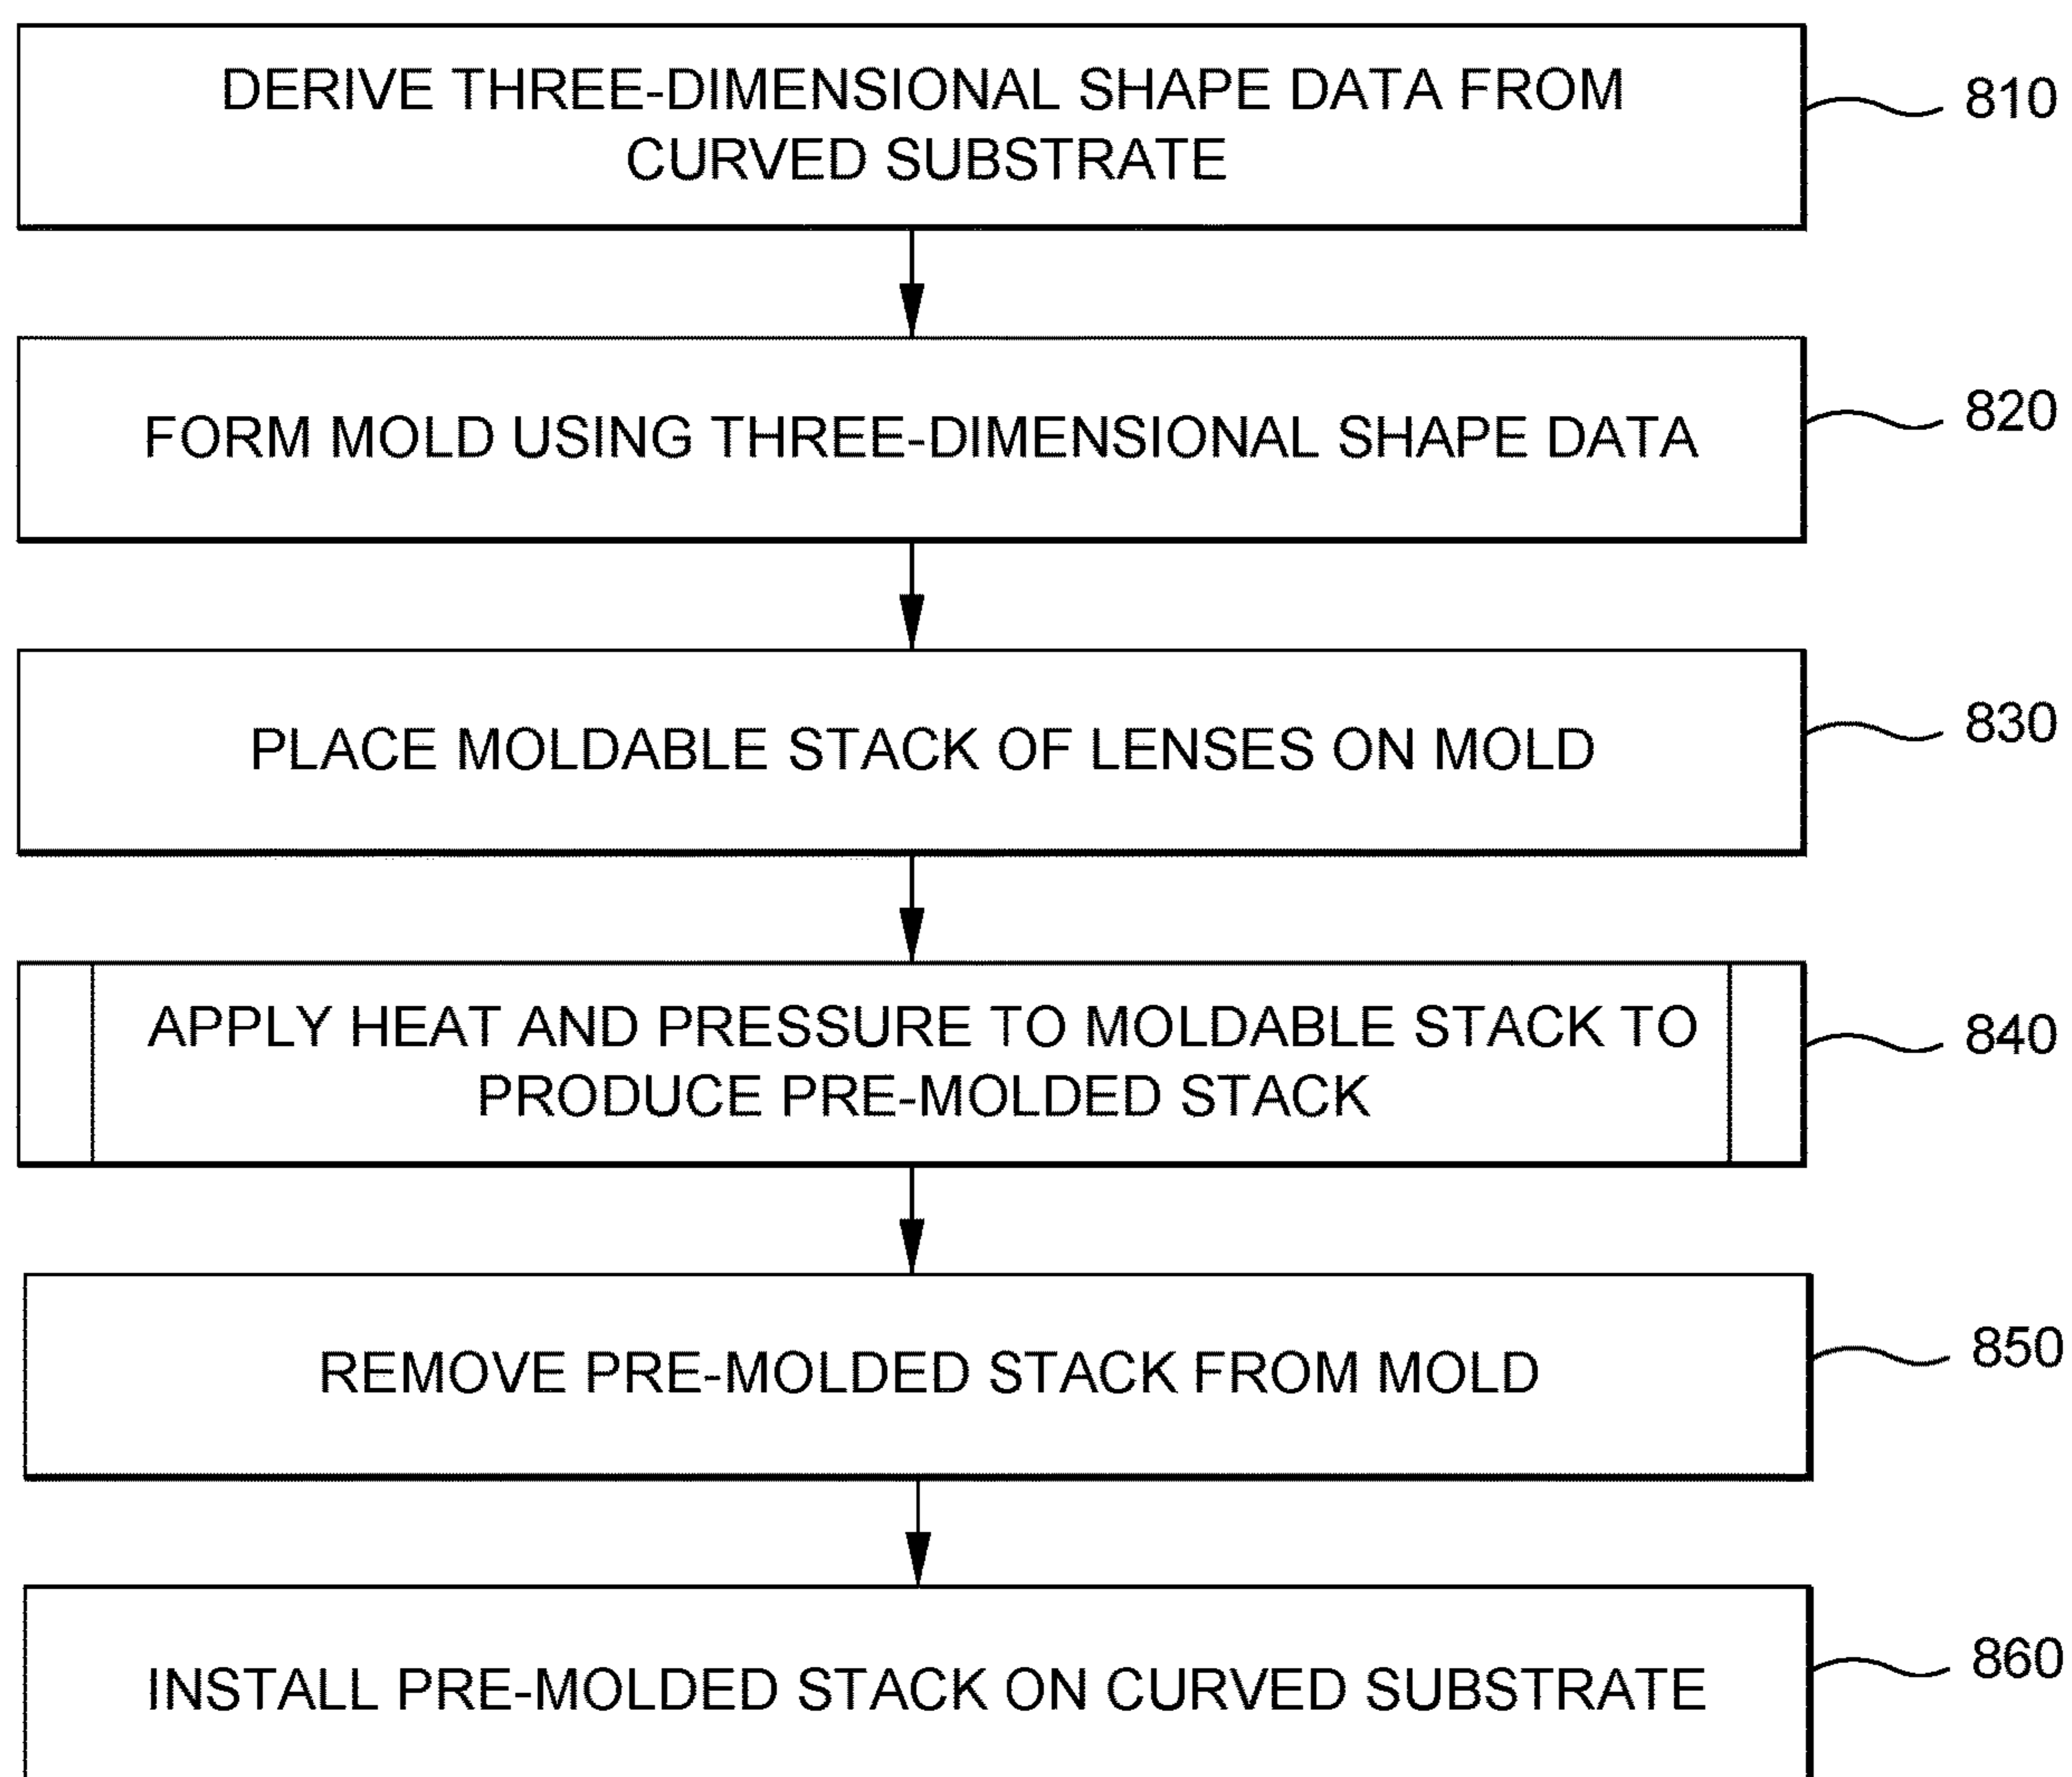 DERIVE THREE-DIMENSIONAL SHAPE DATA FROM
CURVED SUBSTRATE
810
FORM MOLD USING THREE-DIMENSIONAL SHAPE DATA
820
PLACE MOLDABLE STACK OF LENSES ON MOLD
830
APPLY HEAT AND PRESSURE TO MOLDABLE STACK TO
PRODUCE PRE-MOLDED STACK
840
REMOVE PRE-MOLDED STACK FROM MOLD
850
INSTALL PRE-MOLDED STACK ON CURVED SUBSTRATE
860